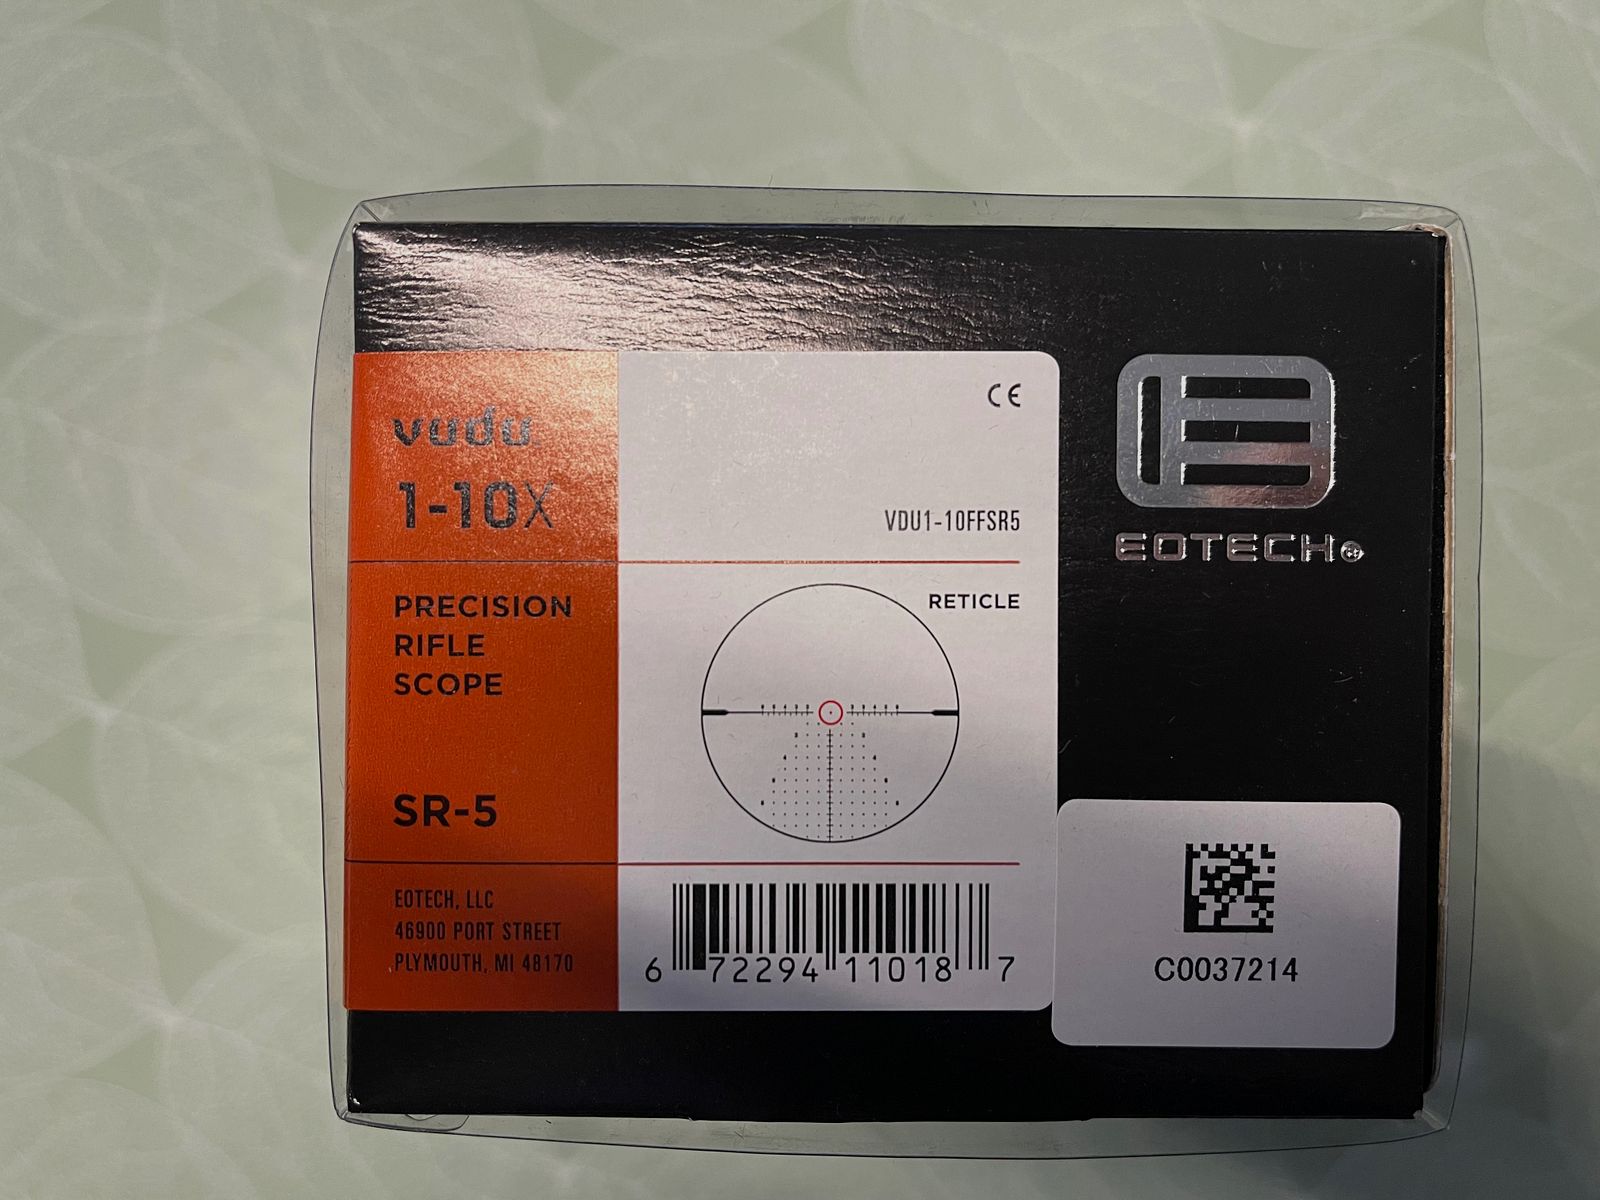 vudu
1-10X
PRECISION
RIFLE
SCOPE
SR-5
EOTECH, LLC
46900 PORT STREET
PLYMOUTH, MI 48170
CE
VDU1-10FFSR5
RETICLE
6 72294 11018 7
EOTECH®
C0037214